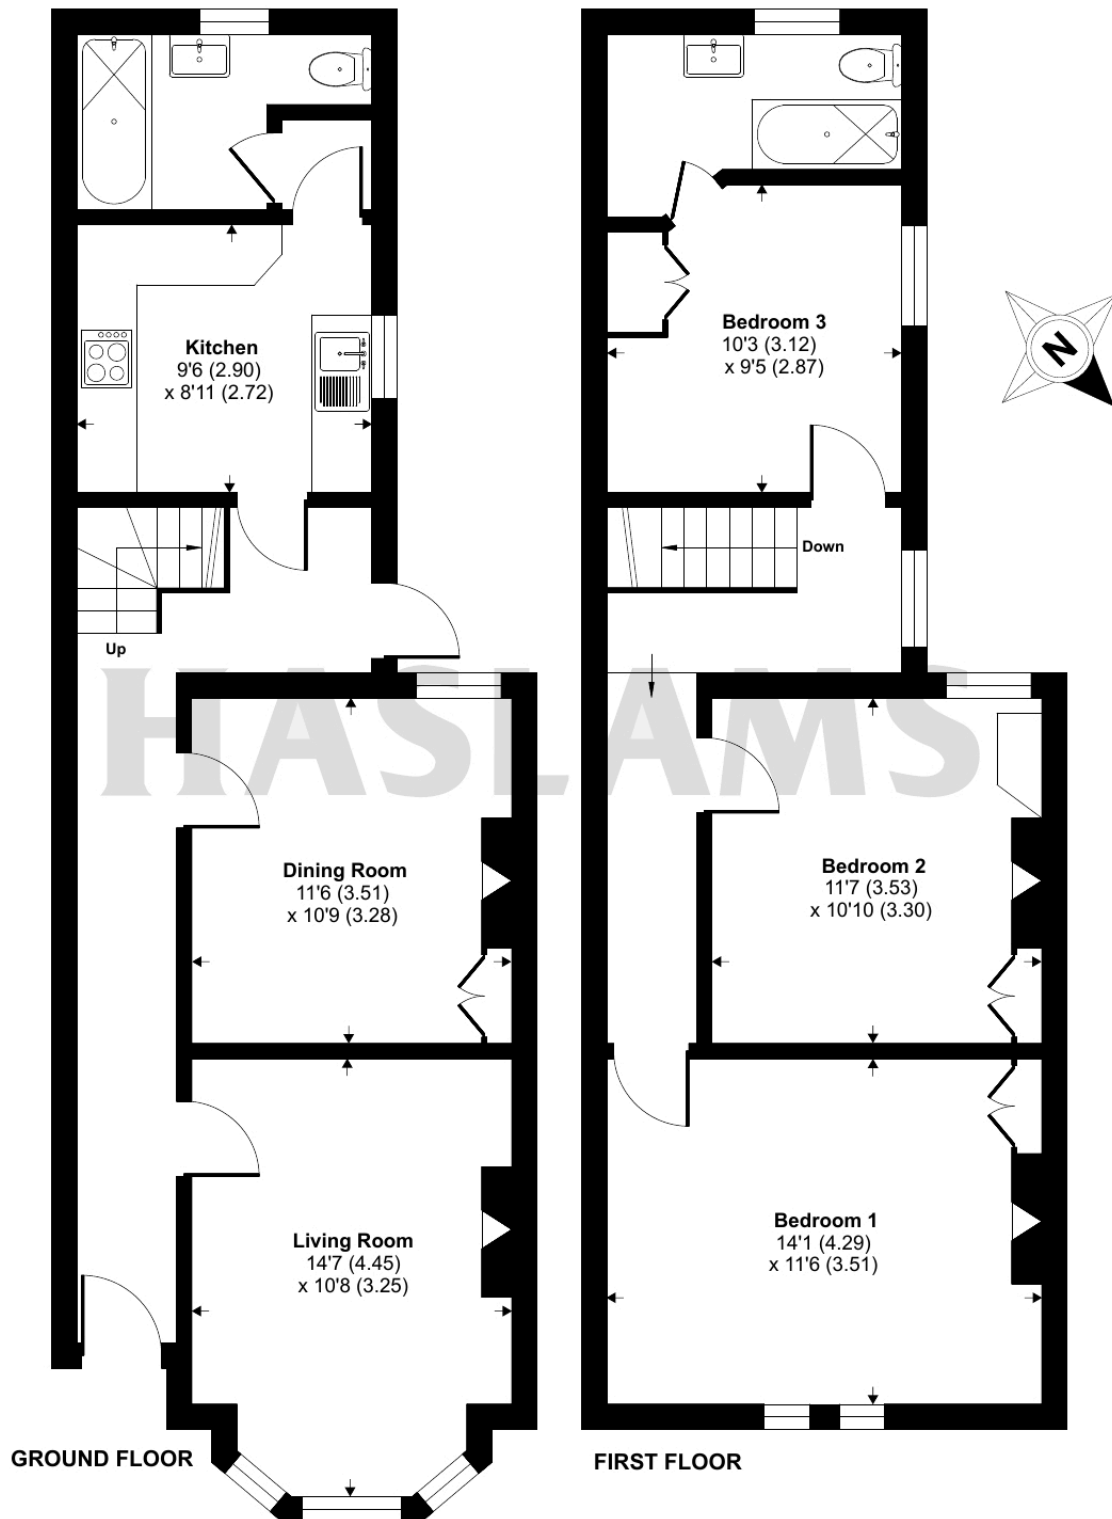 Kitchen
9'6 (2.90)
x 8'11 (2.72)
Bedroom 3
10'3 (3.12)
x 9'5 (2.87)
N
Down
Up
HASLAMS
Dining Room
11'6 (3.51)
x 10'9 (3.28)
Bedroom 2
11'7 (3.53)
x 10'10 (3.30)
Living Room
14'7 (4.45)
x 10'8 (3.25)
Bedroom 1
14'1 (4.29)
x 11'6 (3.51)
GROUND FLOOR
FIRST FLOOR